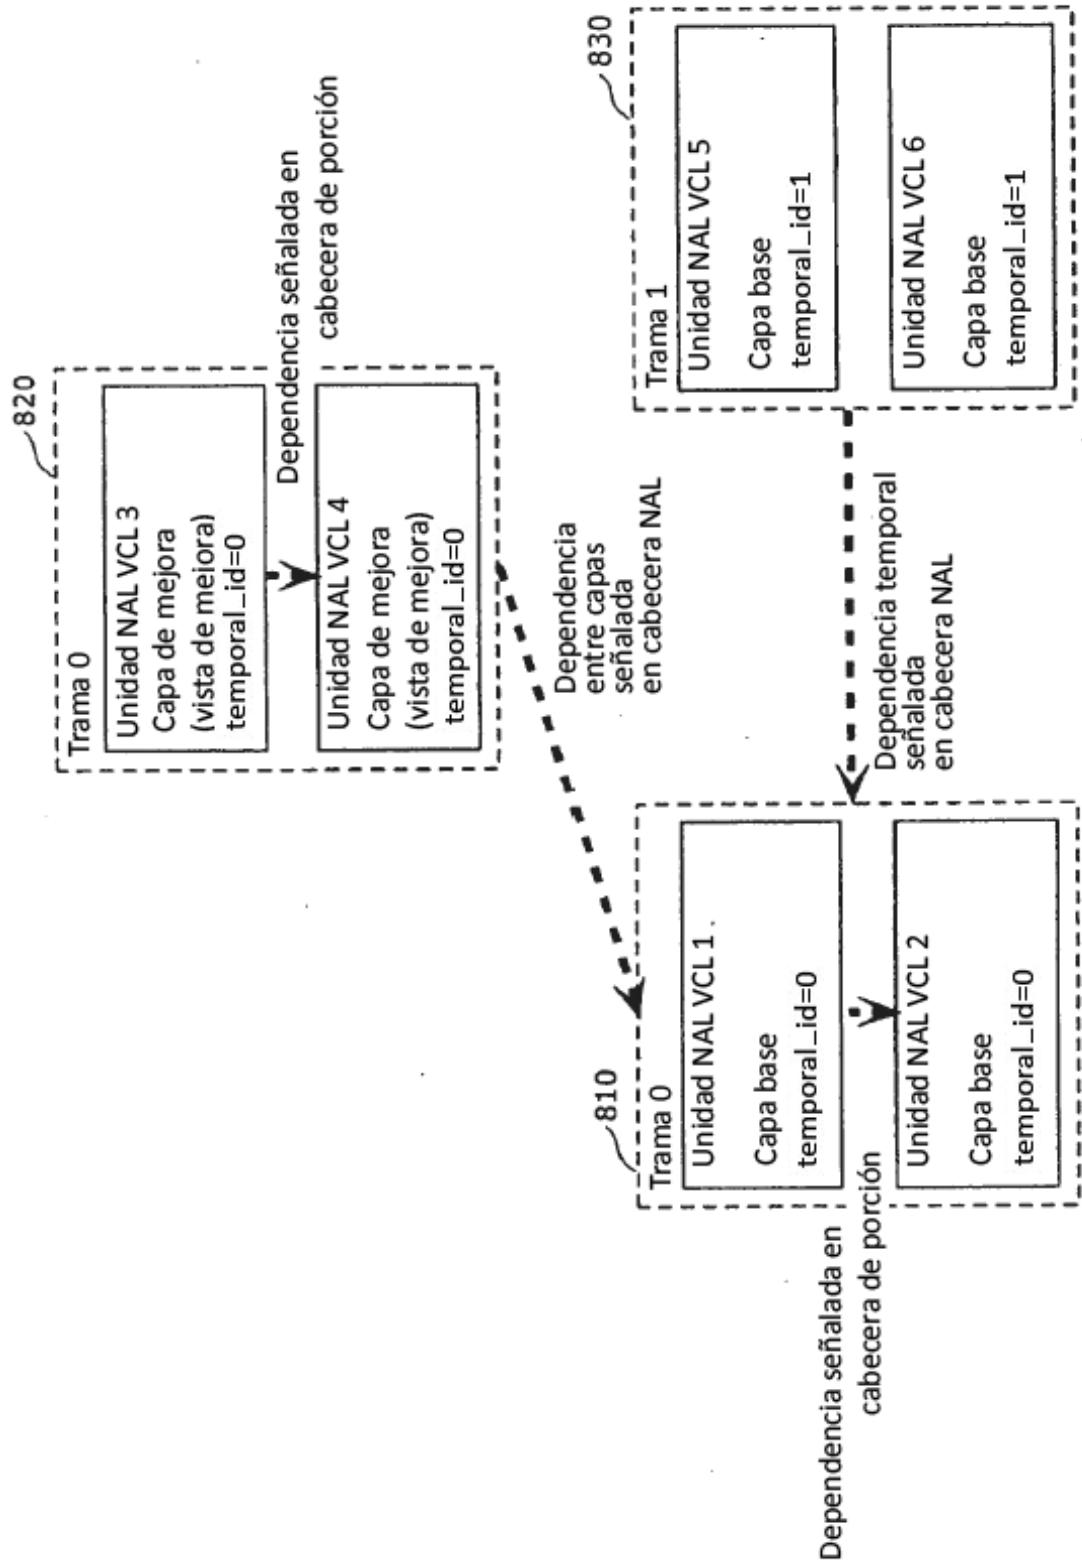 820
Trama 0
Unidad NAL VCL 3
Capa de mejora
(vista de meiora)
temporal_id=0
Dependencia señalada en
cabecera de porción
Unidad NAL VCL 4
Capa de mejora
(vista de mejora)
temporal_id=0
Dependencia
entre capas
señalada
en cabecera NAL
810
Trama 0
Unidad NAL VCL 1
Capa base
temporal_id=0
Dependencia señalada en
cabecera de porción
Unidad NAL VCL 2
Capa base
temporal_id=0
Dependencia temporal
señalada
en cabecera NAL
830
Trama 1
Unidad NAL VCL 5
Capa base
temporal_id=1
Unidad NAL VCL 6
Capa base
temporal_id=1